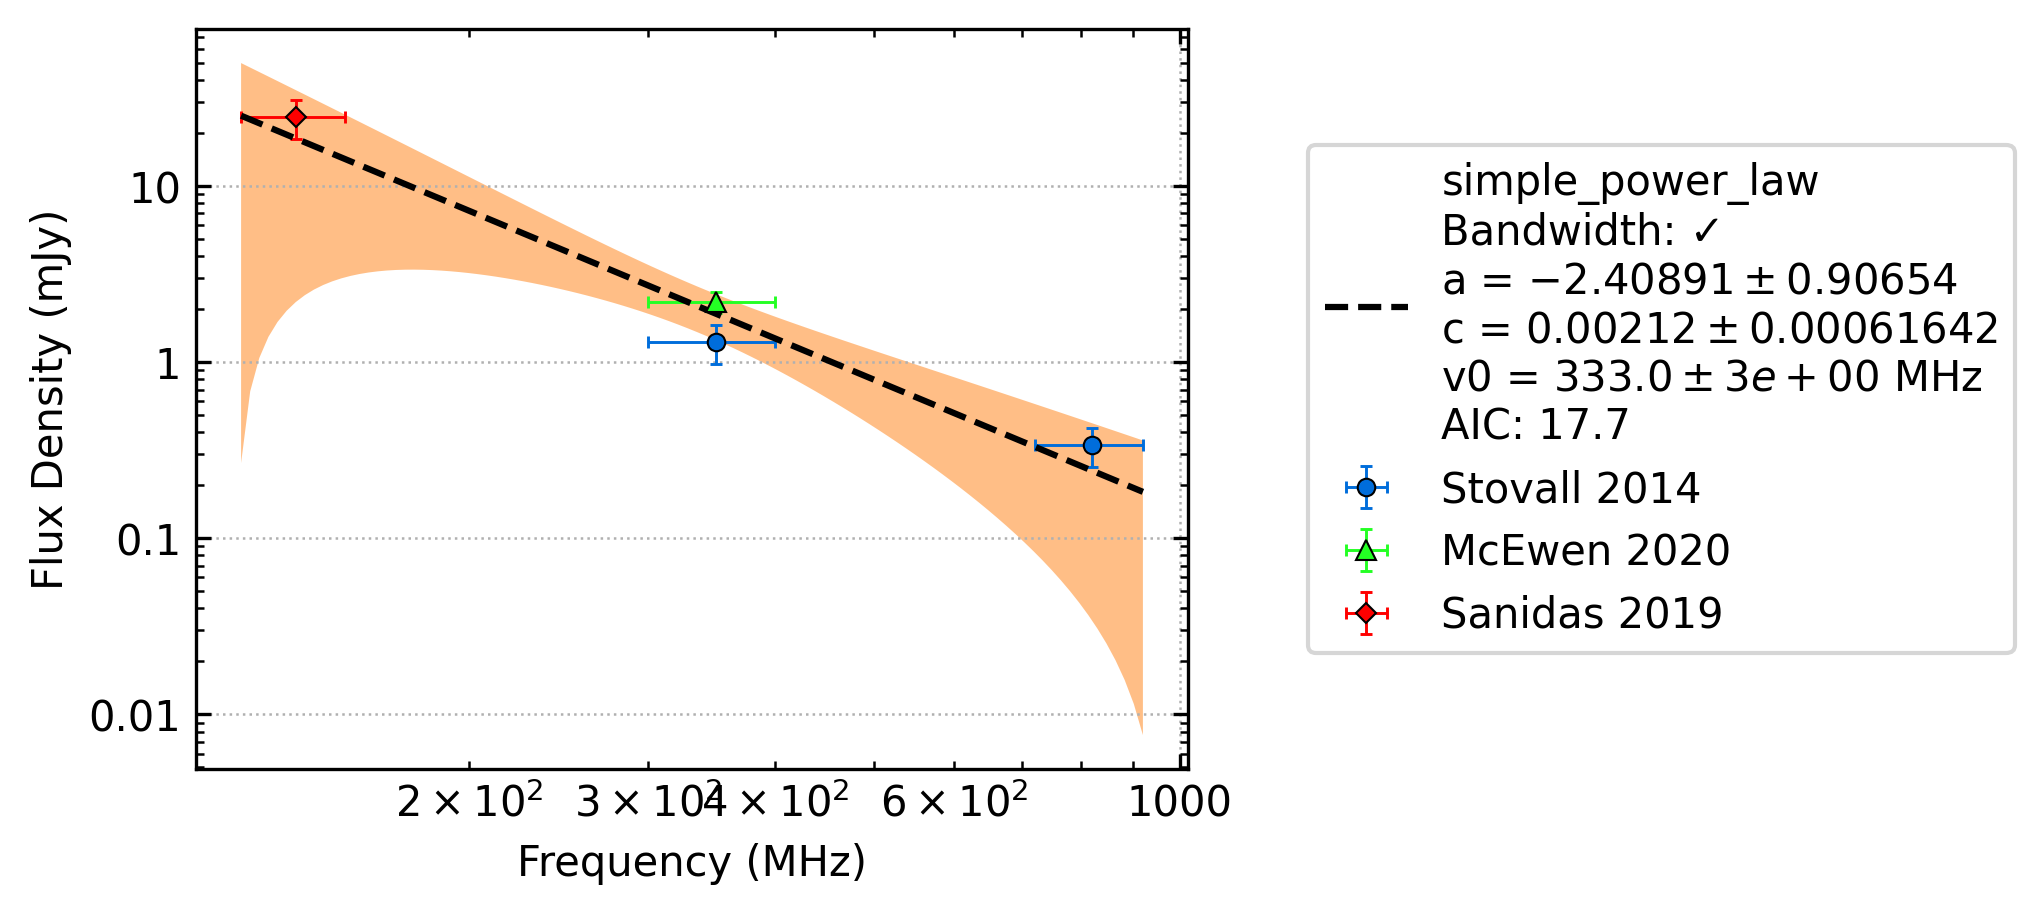 Flux Density (mJy)
10
1
0.1
0.01
2 × 10²
3 × 10²
4 × 10²
6 × 10²
1000
Frequency (MHz)
simple_power_law
Bandwidth: ✓
a = −2.40891 ± 0.90654
c = 0.00212 ± 0.00061642
v0 = 333.0 ± 3e + 00 MHz
AIC: 17.7
Stovall 2014
McEwen 2020
Sanidas 2019